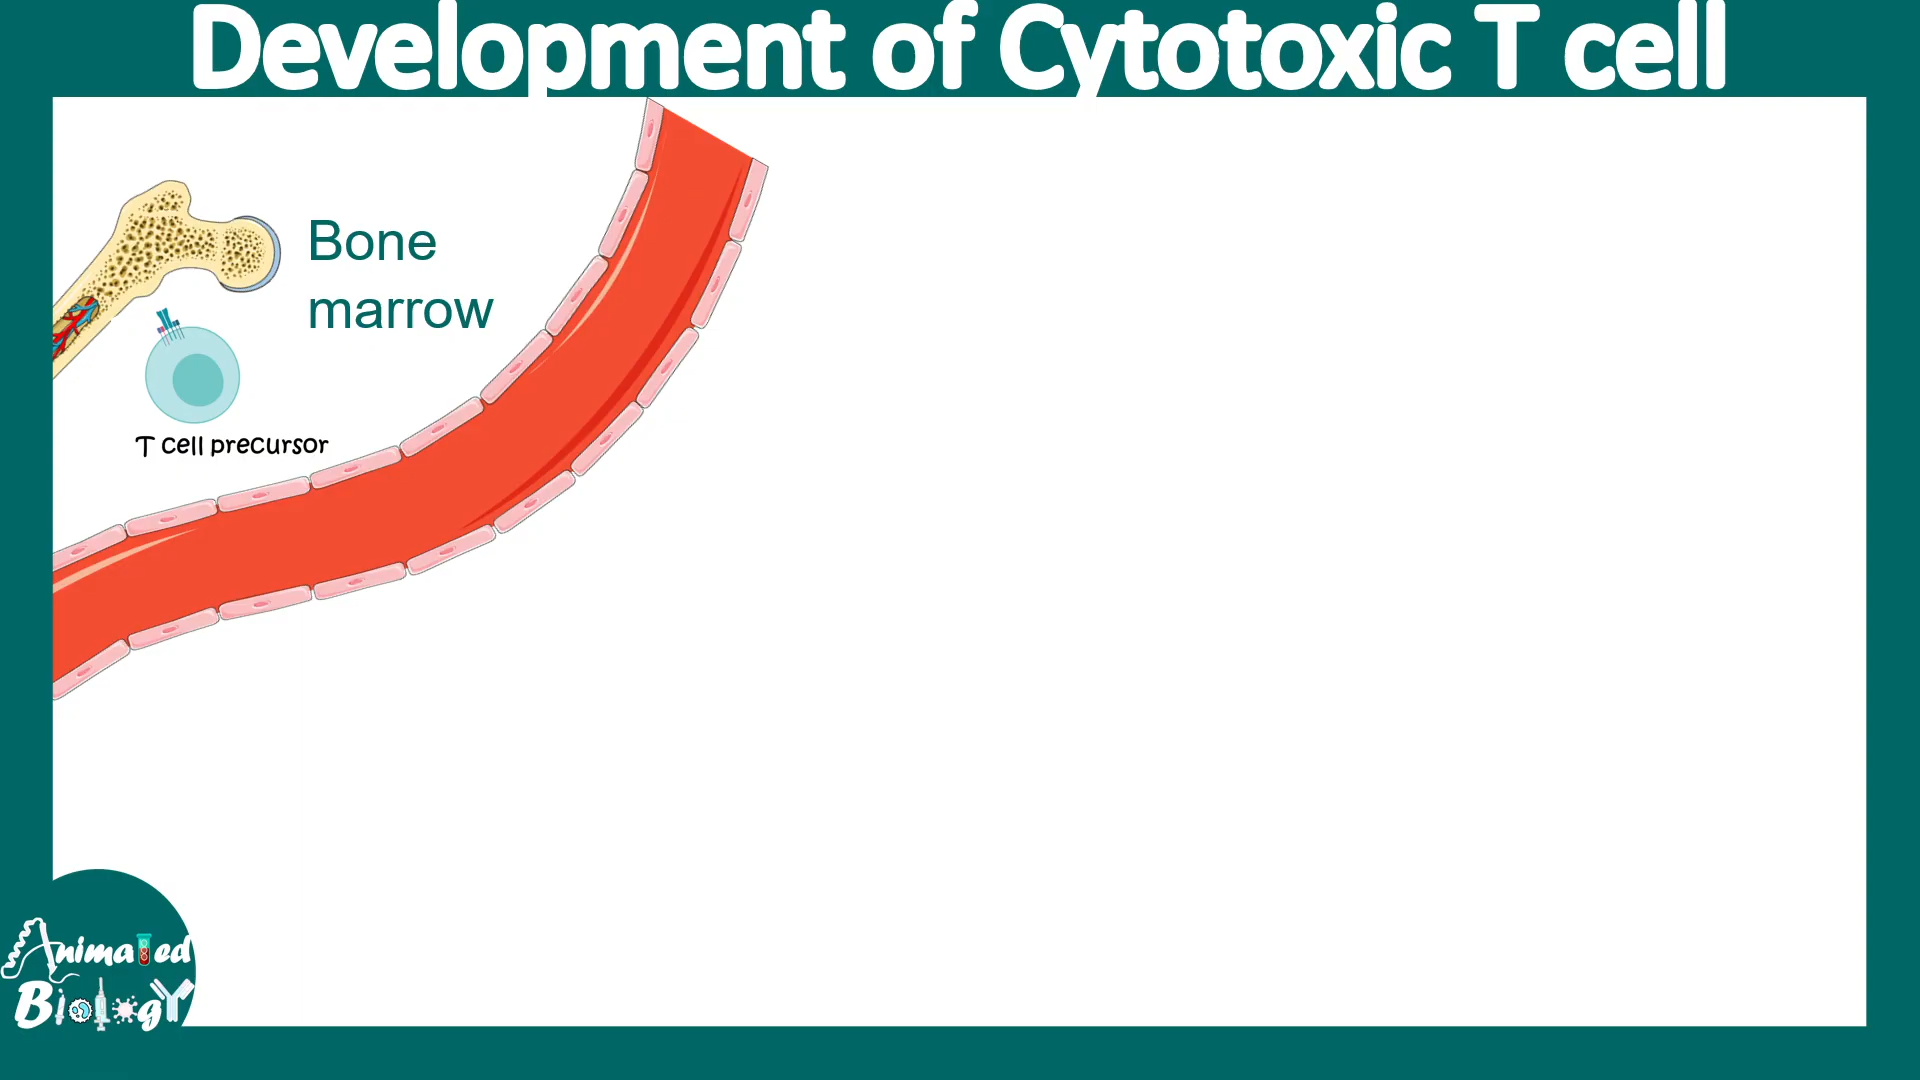 Development of Cytotoxic T cell
Bone
marrow
T cell precursor
Animated
Biology